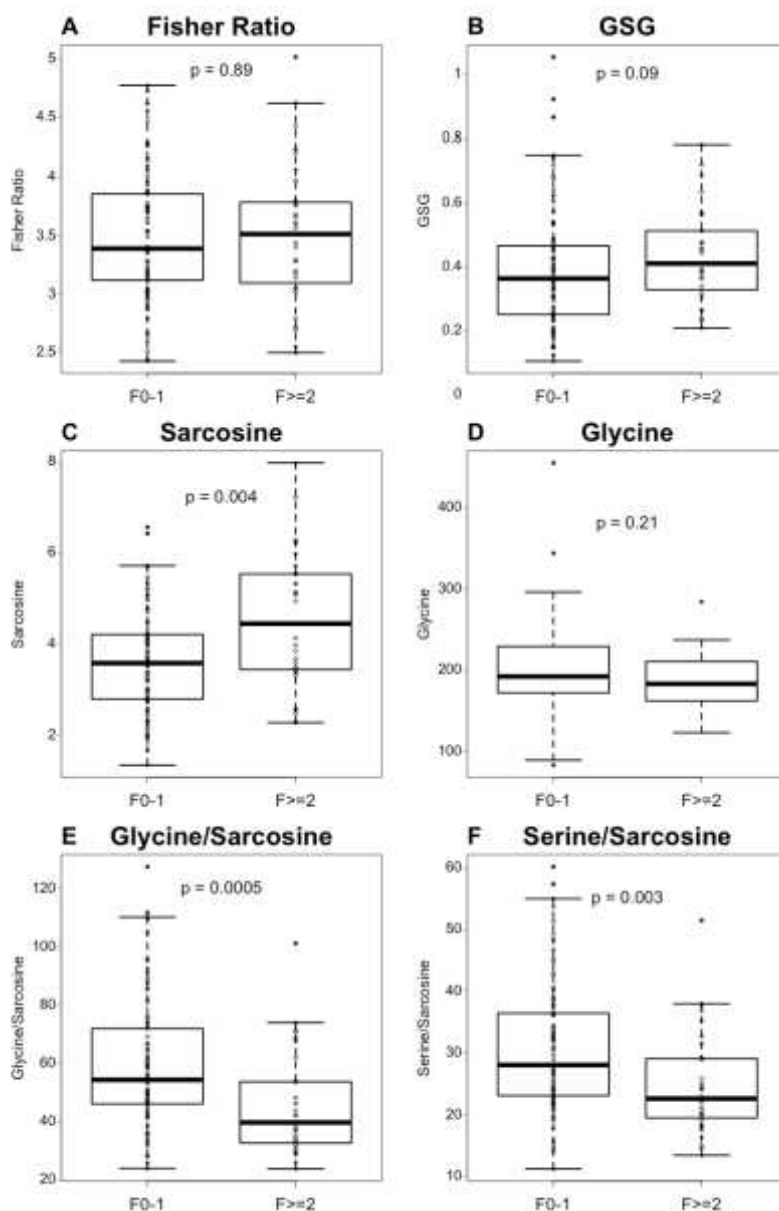 A Fisher Ratio
p = 0.89
Fisher Ratio
5
4.5
4
3.5
3
2.5
F0-1 F>=2
B GSG
p = 0.09
GSG
1
0.8
0.6
0.4
0.2
0
F0-1 F>=2
C Sarcosine
p = 0.004
Sarcosine
8
6
4
2
F0-1 F>=2
D Glycine
p = 0.21
Glycine
400
300
200
100
F0-1 F>=2
E Glycine/Sarcosine
p = 0.0005
Glycine/Sarcosine
120
100
80
60
40
20
F0-1 F>=2
F Serine/Sarcosine
p = 0.003
Serine/Sarcosine
60
50
40
30
20
10
F0-1 F>=2